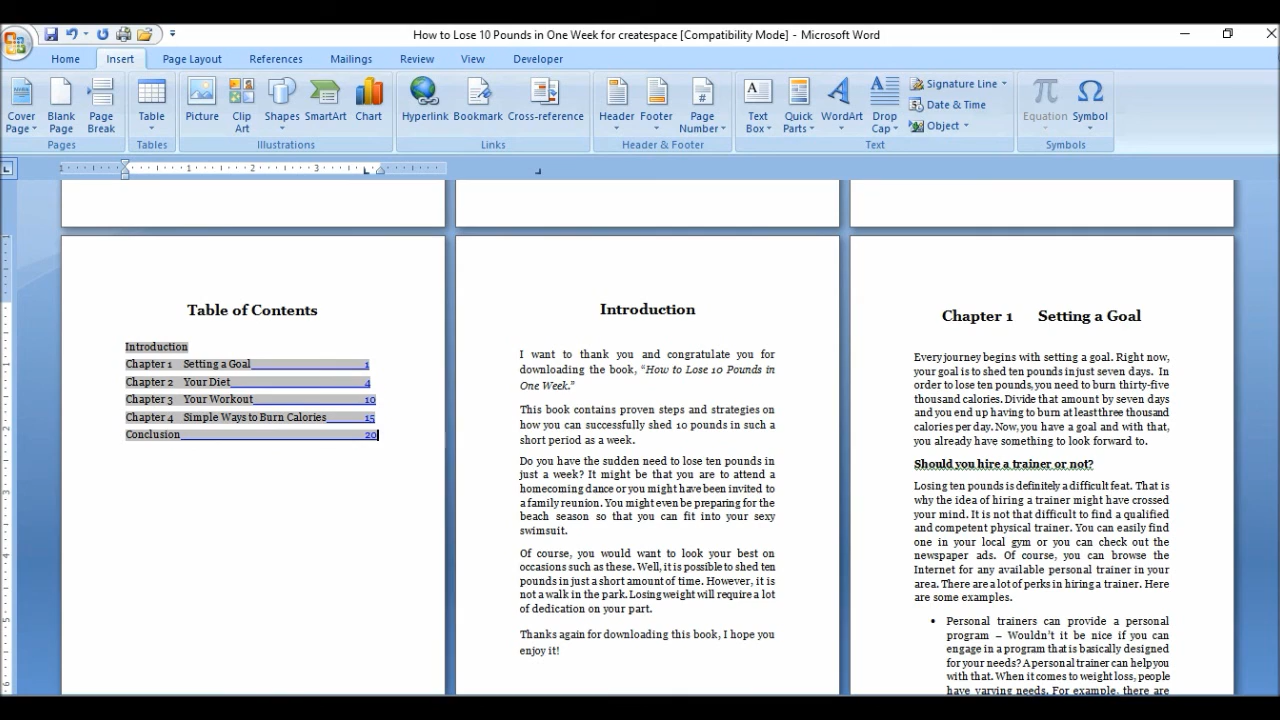 How to Lose 10 Pounds in One Week for createspace [Compatibility Mode] - Microsoft Word
Home Insert Page Layout References Mailings Review View Developer
Cover Page
Blank Page
Page Break
Table
Picture
Clip Art
Shapes
SmartArt
Chart
Hyperlink
Bookmark
Cross-reference
Header
Footer
Page Number
Text Box
Quick Parts
WordArt
Drop Cap
Signature Line
Date & Time
Object
Equation
Symbol
Pages Tables Illustrations Links Header & Footer Text Symbols
1 1 2 3
Table of Contents
Introduction
Chapter 1 Setting a Goal 1
Chapter 2 Your Diet 4
Chapter 3 Your Workout 10
Chapter 4 Simple Ways to Burn Calories 15
Conclusion 20
Introduction
I want to thank you and congratulate you for
downloading the book, “How to Lose 10 Pounds in
One Week.”
This book contains proven steps and strategies on
how you can successfully shed 10 pounds in such a
short period as a week.
Do you have the sudden need to lose ten pounds in
just a week? It might be that you are to attend a
homecoming dance or you might have been invited to
a family reunion. You might even be preparing for the
beach season so that you can fit into your sexy
swimsuit.
Of course, you would want to look your best on
occasions such as these. Well, it is possible to shed ten
pounds in just a short amount of time. However, it is
not a walk in the park. Losing weight will require a lot
of dedication on your part.
Thanks again for downloading this book, I hope you
enjoy it!
Chapter 1 Setting a Goal
Every journey begins with setting a goal. Right now,
your goal is to shed ten pounds in just seven days. In
order to lose ten pounds, you need to burn thirty-five
thousand calories. Divide that amount by seven days
and you end up having to burn at least three thousand
calories per day. Now, you have a goal and with that,
you already have something to look forward to.
Should you hire a trainer or not?
Losing ten pounds is definitely a difficult feat. That is
why the idea of hiring a trainer might have crossed
your mind. It is not that difficult to find a qualified
and competent physical trainer. You can easily find
one in your local gym or you can check out the
newspaper ads. Of course, you can browse the
Internet for any available personal trainer in your
area. There are a lot of perks in hiring a trainer. Here
are some examples.
• Personal trainers can provide a personal
program – Wouldn’t it be nice if you can
engage in a program that is basically designed
for your needs? A personal trainer can help you
with that. When it comes to weight loss, people
have varying needs. For example, there are